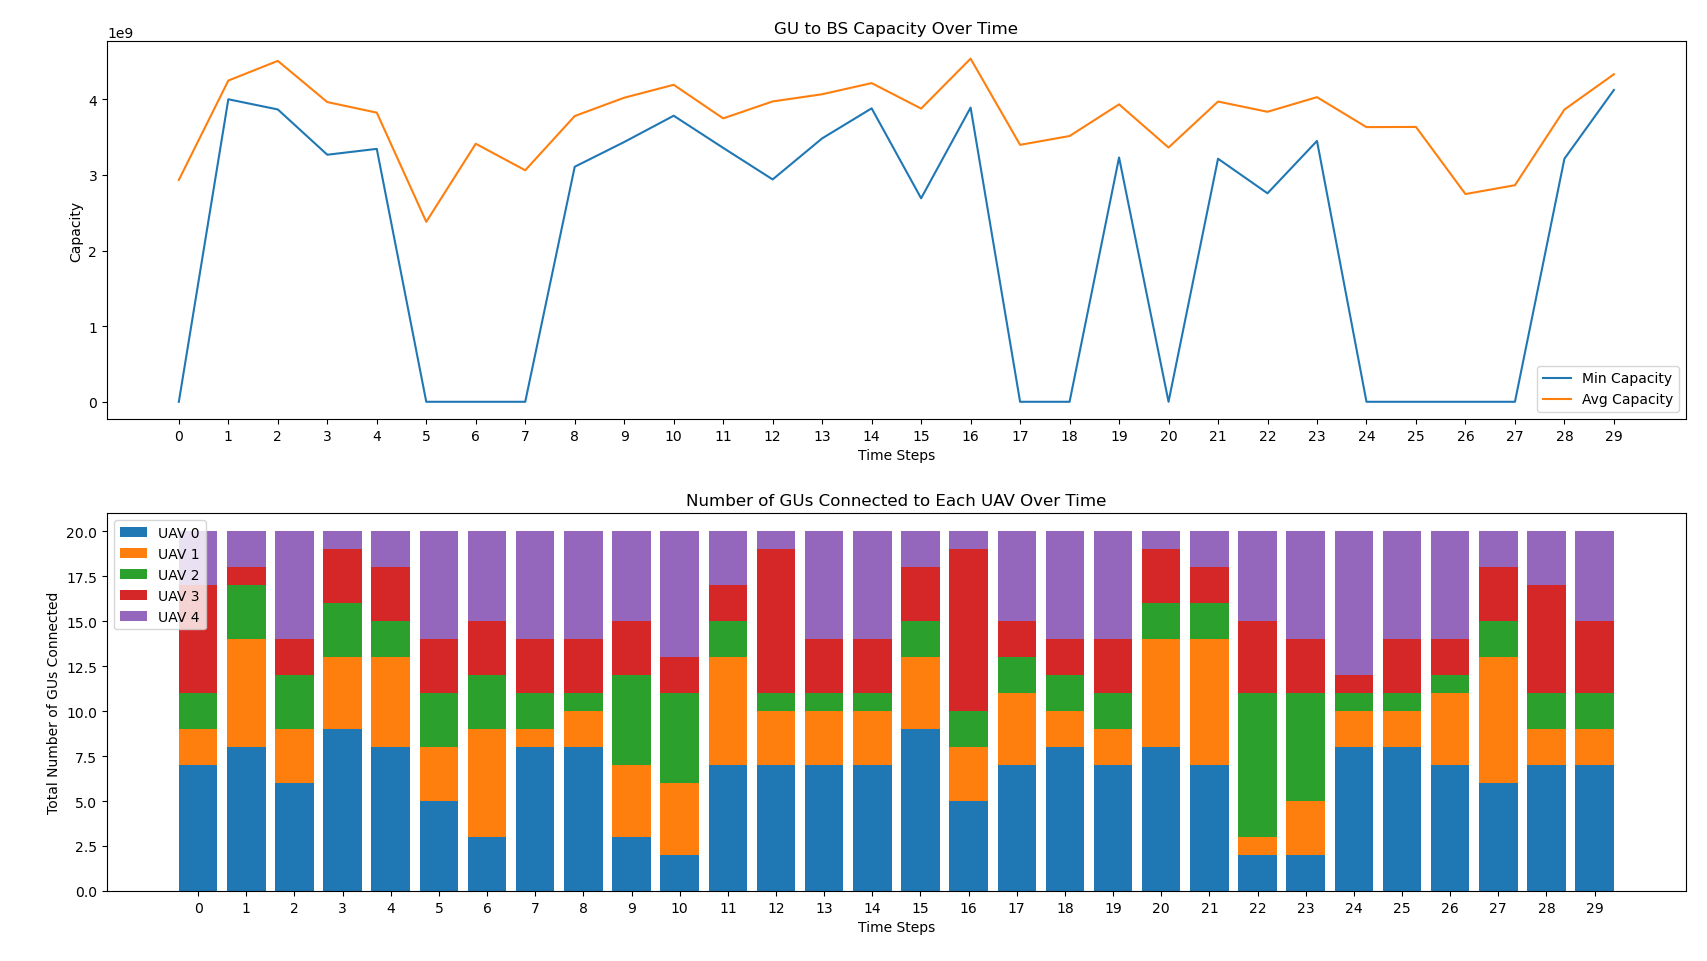 GU to BS Capacity Over Time
1e9
4
3
2
1
0
Capacity
Min Capacity
Avg Capacity
0 1 2 3 4 5 6 7 8 9 10 11 12 13 14 15 16 17 18 19 20 21 22 23 24 25 26 27 28 29
Time Steps
Number of GUs Connected to Each UAV Over Time
20.0
17.5
15.0
12.5
10.0
7.5
5.0
2.5
0.0
Total Number of GUs Connected
UAV 0
UAV 1
UAV 2
UAV 3
UAV 4
0 1 2 3 4 5 6 7 8 9 10 11 12 13 14 15 16 17 18 19 20 21 22 23 24 25 26 27 28 29
Time Steps